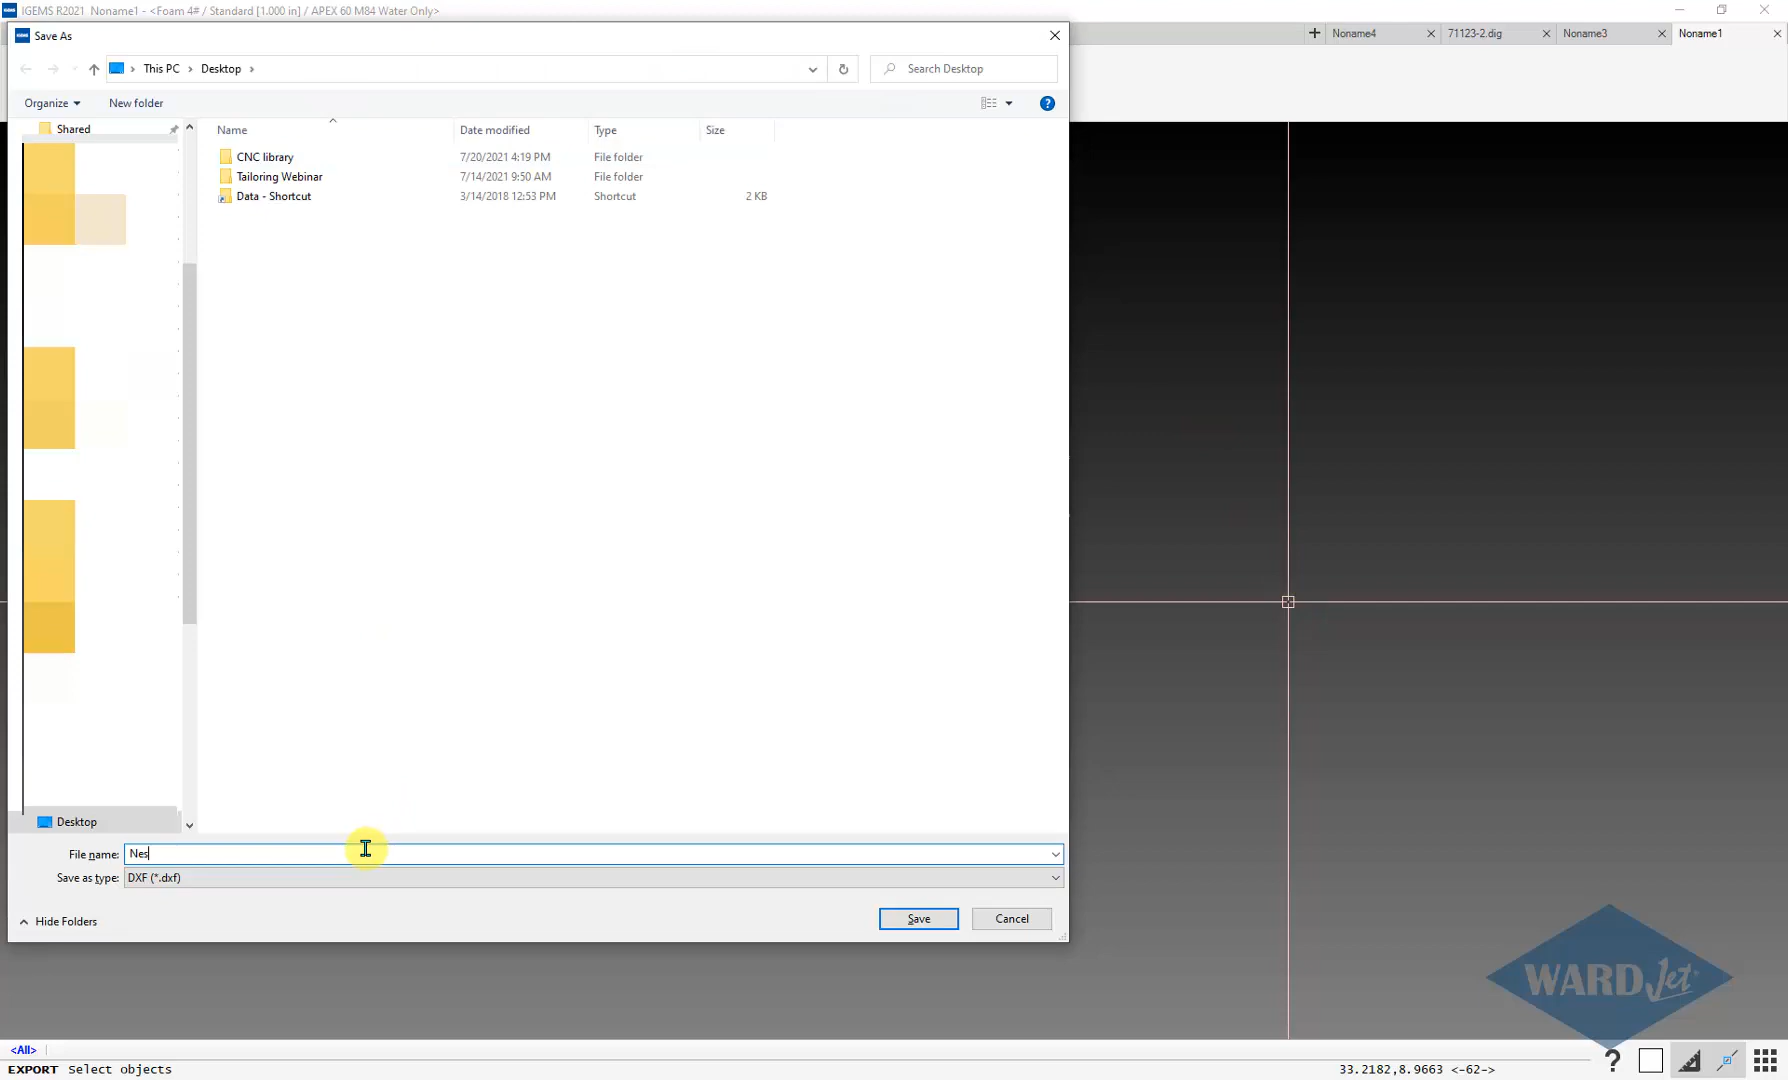 IGEMS R2021 Noname1 - <Foam 4# / Standard [1.000 in] / APEX 60 M84 Water Only>
Save As
Noname4
71123-2.dig
Noname3
Noname1
This PC
Desktop
Search Desktop
Organize
New folder
Shared
Name
Date modified
Type
Size
CNC library
7/20/2021 4:19 PM
File folder
Tailoring Webinar
7/14/2021 9:50 AM
File folder
Data - Shortcut
3/14/2018 12:53 PM
Shortcut
2 KB
Desktop
File name:
Nes
Save as type:
DXF (*.dxf)
Hide Folders
Save
Cancel
WARDJet
<All>
EXPORT Select objects
33.2182,8.9663 <-62->